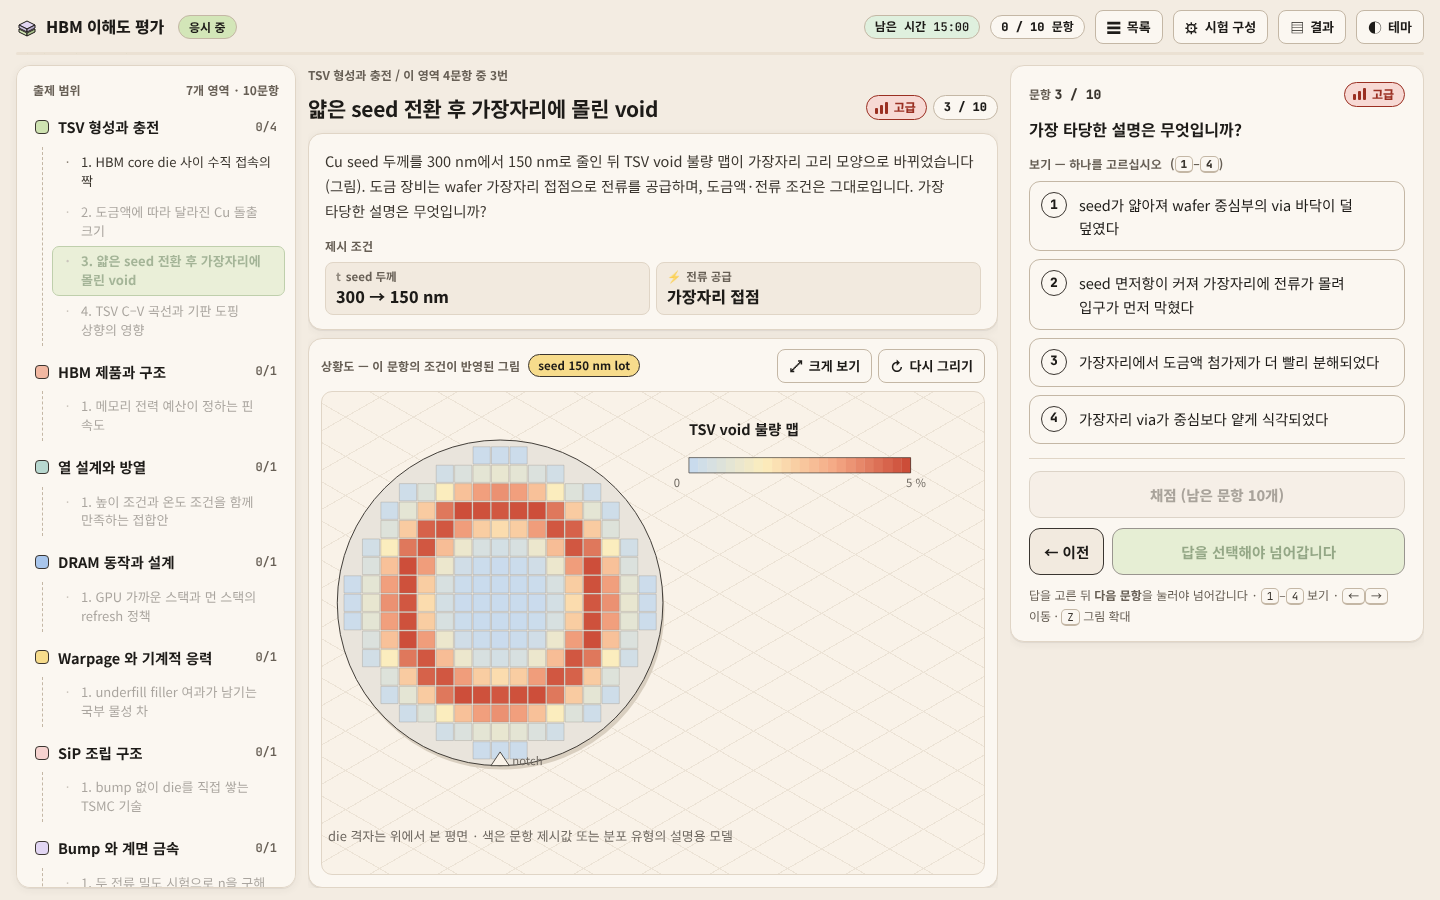 HBM 이해도 평가
응시 중
남은 시간 15:00
0 / 10 문항
목록
시험 구성
결과
테마
출제 범위
7개 영역 · 10문항
TSV 형성과 충전
0/4
· 1. HBM core die 사이 수직 접속의
짝
· 2. 도금액에 따라 달라진 Cu 돌출
크기
· 3. 얇은 seed 전환 후 가장자리에
몰린 void
· 4. TSV C–V 곡선과 기판 도핑
상향의 영향
HBM 제품과 구조
0/1
· 1. 메모리 전력 예산이 정하는 핀
속도
열 설계와 방열
0/1
· 1. 높이 조건과 온도 조건을 함께
만족하는 접합안
DRAM 동작과 설계
0/1
· 1. GPU 가까운 스택과 먼 스택의
refresh 정책
Warpage 와 기계적 응력
0/1
· 1. underfill filler 여과가 남기는
국부 물성 차
SiP 조립 구조
0/1
· 1. bump 없이 die를 직접 쌓는
TSMC 기술
Bump 와 계면 금속
0/1
· 1. 두 전류 밀도 시험으로 n을 구해
TSV 형성과 충전 / 이 영역 4문항 중 3번
얇은 seed 전환 후 가장자리에 몰린 void
고급
3 / 10
Cu seed 두께를 300 nm에서 150 nm로 줄인 뒤 TSV void 불량 맵이 가장자리 고리 모양으로 바뀌었습니다
(그림). 도금 장비는 wafer 가장자리 접점으로 전류를 공급하며, 도금액·전류 조건은 그대로입니다. 가장
타당한 설명은 무엇입니까?
제시 조건
t seed 두께
300 → 150 nm
⚡ 전류 공급
가장자리 접점
상황도 — 이 문항의 조건이 반영된 그림
seed 150 nm lot
크게 보기
다시 그리기
TSV void 불량 맵
0
5 %
notch
die 격자는 위에서 본 평면 · 색은 문항 제시값 또는 분포 유형의 설명용 모델
문항 3 / 10
고급
가장 타당한 설명은 무엇입니까?
보기 — 하나를 고르십시오 (1–4)
1 seed가 얇아져 wafer 중심부의 via 바닥이 덜
덮였다
2 seed 면저항이 커져 가장자리에 전류가 몰려
입구가 먼저 막혔다
3 가장자리에서 도금액 첨가제가 더 빨리 분해되었다
4 가장자리 via가 중심보다 얕게 식각되었다
채점 (남은 문항 10개)
← 이전
답을 선택해야 넘어갑니다
답을 고른 뒤 다음 문항을 눌러야 넘어갑니다 · 1–4 보기 · ← →
이동 · Z 그림 확대